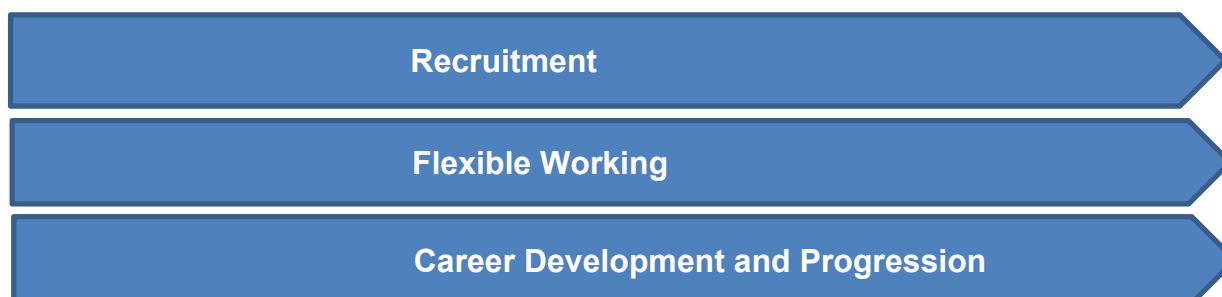 Recruitment
Flexible Working
Career Development and Progression